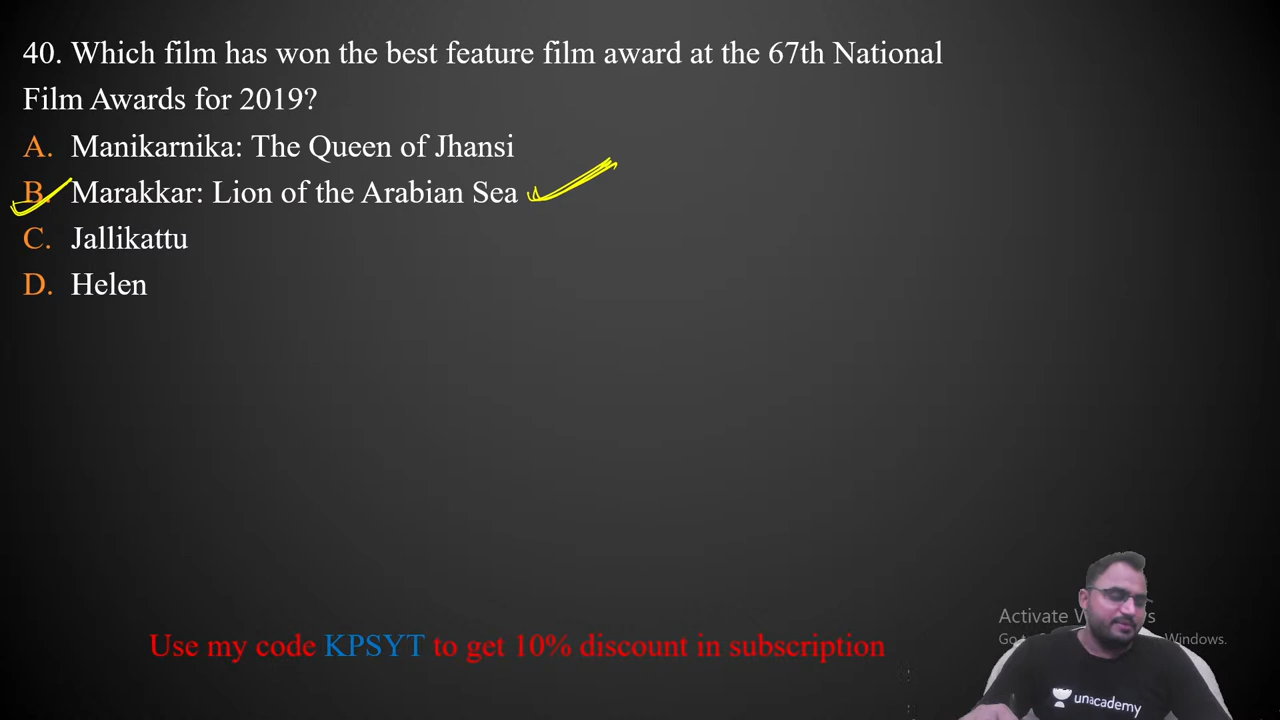 40. Which film has won the best feature film award at the 67th National
Film Awards for 2019?
A. Manikarnika: The Queen of Jhansi
B. Marakkar: Lion of the Arabian Sea
C. Jallikattu
D. Helen
Activate
Use my code KPSYT to get 10% discount in subscription
Windows.
unacademy